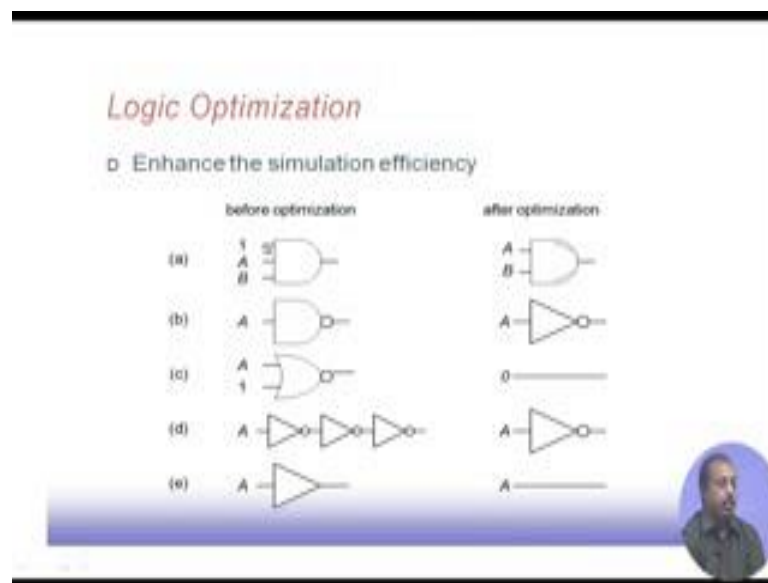 Logic Optimization
Enhance the simulation efficiency
before optimization after optimization
(a) 1 A B A B
(b) A A
(c) A 1 0
(d) A A
(e) A A